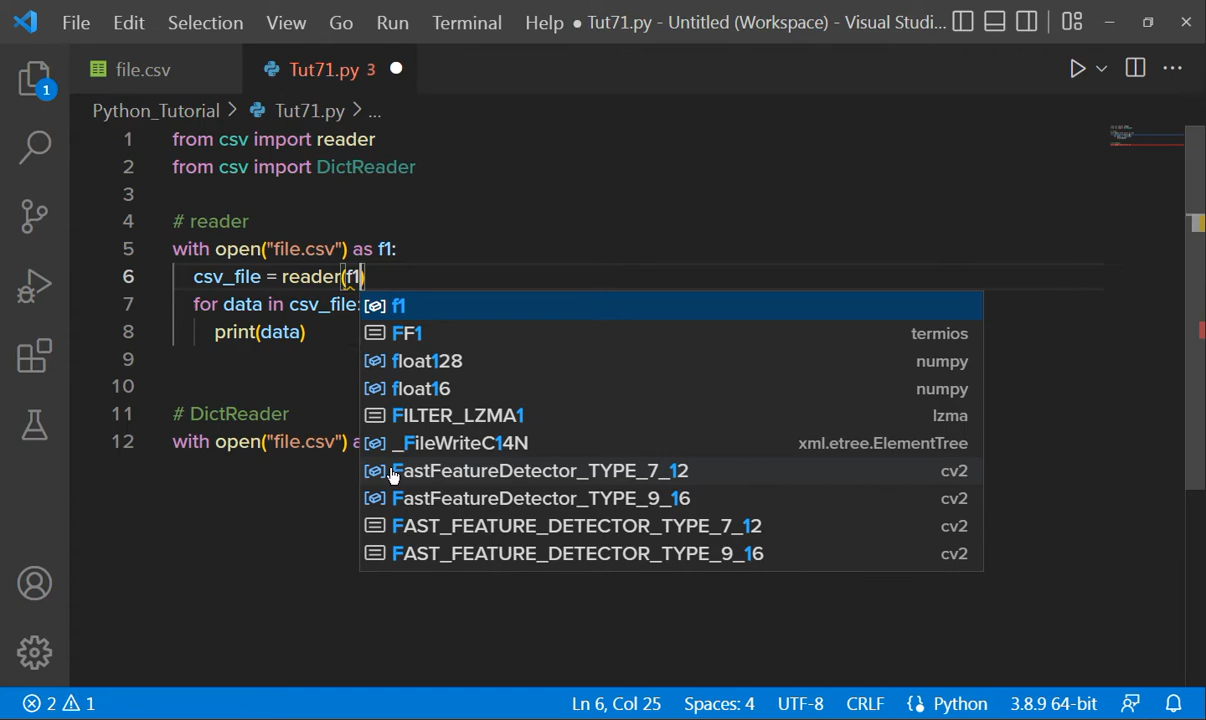 File Edit Selection View Go Run Terminal Help ● Tut71.py - Untitled (Workspace) - Visual Studi...
file.csv Tut71.py 3
1
Python_Tutorial > Tut71.py > ...
1 from csv import reader
2 from csv import DictReader
3
4 # reader
5 with open("file.csv") as f1:
6 csv_file = reader(f1)
7 for data in csv_file:
8 print(data)
9
10
11 # DictReader
12 with open("file.csv") a
f1
FF1 termios
float128 numpy
float16 numpy
FILTER_LZMA1 lzma
_FileWriteC14N xml.etree.ElementTree
FastFeatureDetector_TYPE_7_12 cv2
FastFeatureDetector_TYPE_9_16 cv2
FAST_FEATURE_DETECTOR_TYPE_7_12 cv2
FAST_FEATURE_DETECTOR_TYPE_9_16 cv2
2 1 Ln 6, Col 25 Spaces: 4 UTF-8 CRLF Python 3.8.9 64-bit